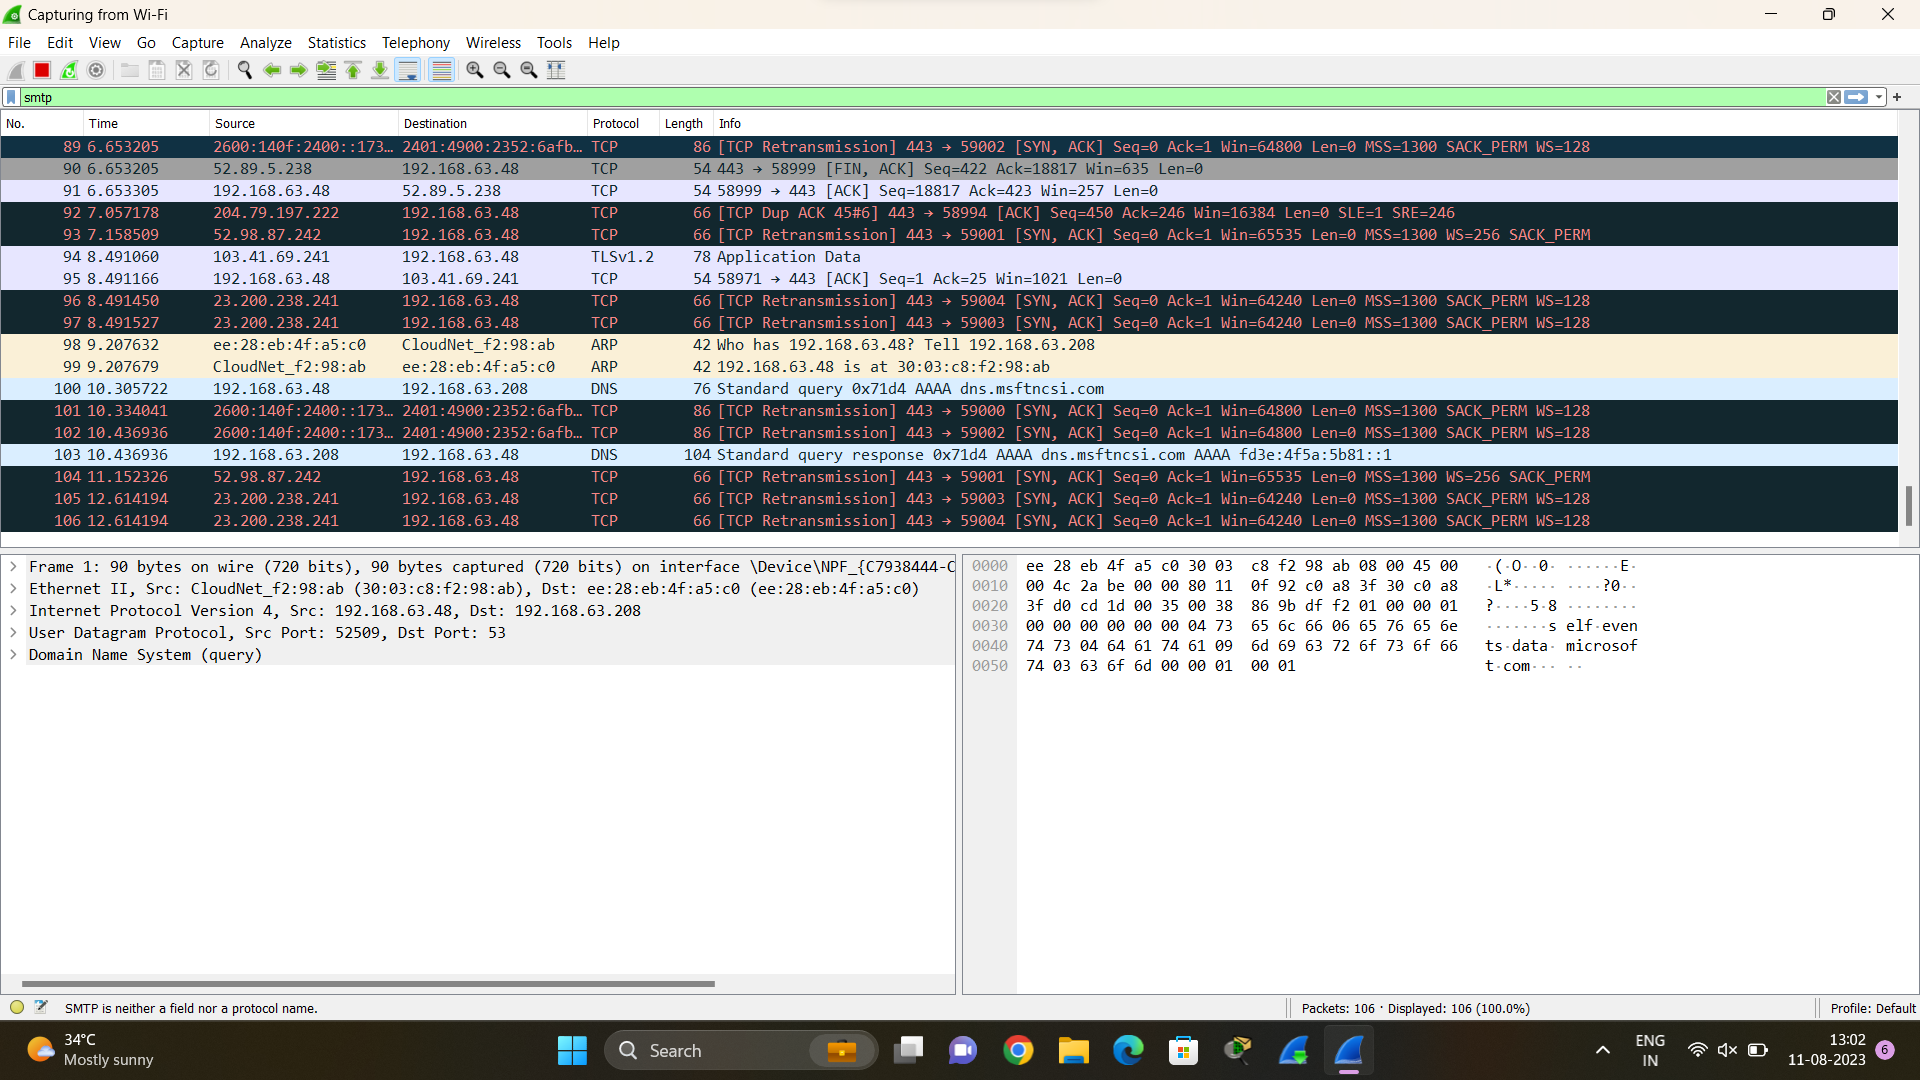 Capturing from Wi-Fi
File Edit View Go Capture Analyze Statistics Telephony Wireless Tools Help
smtp
No. Time Source Destination Protocol Length Info
89 6.653205 2600:140f:2400::173… 2401:4900:2352:6afb… TCP 86 [TCP Retransmission] 443 → 59002 [SYN, ACK] Seq=0 Ack=1 Win=64800 Len=0 MSS=1300 SACK_PERM WS=128
90 6.653205 52.89.5.238 192.168.63.48 TCP 54 443 → 58999 [FIN, ACK] Seq=422 Ack=18817 Win=635 Len=0
91 6.653305 192.168.63.48 52.89.5.238 TCP 54 58999 → 443 [ACK] Seq=18817 Ack=423 Win=257 Len=0
92 7.057178 204.79.197.222 192.168.63.48 TCP 66 [TCP Dup ACK 45#6] 443 → 58994 [ACK] Seq=450 Ack=246 Win=16384 Len=0 SLE=1 SRE=246
93 7.158509 52.98.87.242 192.168.63.48 TCP 66 [TCP Retransmission] 443 → 59001 [SYN, ACK] Seq=0 Ack=1 Win=65535 Len=0 MSS=1300 WS=256 SACK_PERM
94 8.491060 103.41.69.241 192.168.63.48 TLSv1.2 78 Application Data
95 8.491166 192.168.63.48 103.41.69.241 TCP 54 58971 → 443 [ACK] Seq=1 Ack=25 Win=1021 Len=0
96 8.491450 23.200.238.241 192.168.63.48 TCP 66 [TCP Retransmission] 443 → 59004 [SYN, ACK] Seq=0 Ack=1 Win=64240 Len=0 MSS=1300 SACK_PERM WS=128
97 8.491527 23.200.238.241 192.168.63.48 TCP 66 [TCP Retransmission] 443 → 59003 [SYN, ACK] Seq=0 Ack=1 Win=64240 Len=0 MSS=1300 SACK_PERM WS=128
98 9.207632 ee:28:eb:4f:a5:c0 CloudNet_f2:98:ab ARP 42 Who has 192.168.63.48? Tell 192.168.63.208
99 9.207679 CloudNet_f2:98:ab ee:28:eb:4f:a5:c0 ARP 42 192.168.63.48 is at 30:03:c8:f2:98:ab
100 10.305722 192.168.63.48 192.168.63.208 DNS 76 Standard query 0x71d4 AAAA dns.msftncsi.com
101 10.334041 2600:140f:2400::173… 2401:4900:2352:6afb… TCP 86 [TCP Retransmission] 443 → 59000 [SYN, ACK] Seq=0 Ack=1 Win=64800 Len=0 MSS=1300 SACK_PERM WS=128
102 10.436936 2600:140f:2400::173… 2401:4900:2352:6afb… TCP 86 [TCP Retransmission] 443 → 59002 [SYN, ACK] Seq=0 Ack=1 Win=64800 Len=0 MSS=1300 SACK_PERM WS=128
103 10.436936 192.168.63.208 192.168.63.48 DNS 104 Standard query response 0x71d4 AAAA dns.msftncsi.com AAAA fd3e:4f5a:5b81::1
104 11.152326 52.98.87.242 192.168.63.48 TCP 66 [TCP Retransmission] 443 → 59001 [SYN, ACK] Seq=0 Ack=1 Win=65535 Len=0 MSS=1300 WS=256 SACK_PERM
105 12.614194 23.200.238.241 192.168.63.48 TCP 66 [TCP Retransmission] 443 → 59003 [SYN, ACK] Seq=0 Ack=1 Win=64240 Len=0 MSS=1300 SACK_PERM WS=128
106 12.614194 23.200.238.241 192.168.63.48 TCP 66 [TCP Retransmission] 443 → 59004 [SYN, ACK] Seq=0 Ack=1 Win=64240 Len=0 MSS=1300 SACK_PERM WS=128
Frame 1: 90 bytes on wire (720 bits), 90 bytes captured (720 bits) on interface \Device\NPF_{C7938444-C
Ethernet II, Src: CloudNet_f2:98:ab (30:03:c8:f2:98:ab), Dst: ee:28:eb:4f:a5:c0 (ee:28:eb:4f:a5:c0)
Internet Protocol Version 4, Src: 192.168.63.48, Dst: 192.168.63.208
User Datagram Protocol, Src Port: 52509, Dst Port: 53
Domain Name System (query)
0000 ee 28 eb 4f a5 c0 30 03 c8 f2 98 ab 08 00 45 00 ·(·O··0· ······E·
0010 00 4c 2a be 00 00 80 11 0f 92 c0 a8 3f 30 c0 a8 ·L*····· ····?0··
0020 3f d0 cd 1d 00 35 00 38 86 9b df f2 01 00 00 01 ?····5·8 ········
0030 00 00 00 00 00 00 04 73 65 6c 66 06 65 76 65 6e ·······s elf·even
0040 74 73 04 64 61 74 61 09 6d 69 63 72 6f 73 6f 66 ts·data· microsof
0050 74 03 63 6f 6d 00 00 01 00 01 t·com··· ··
SMTP is neither a field nor a protocol name.
Packets: 106 · Displayed: 106 (100.0%)
Profile: Default
34°C
Mostly sunny
Search
ENG
IN
13:02
11-08-2023
6